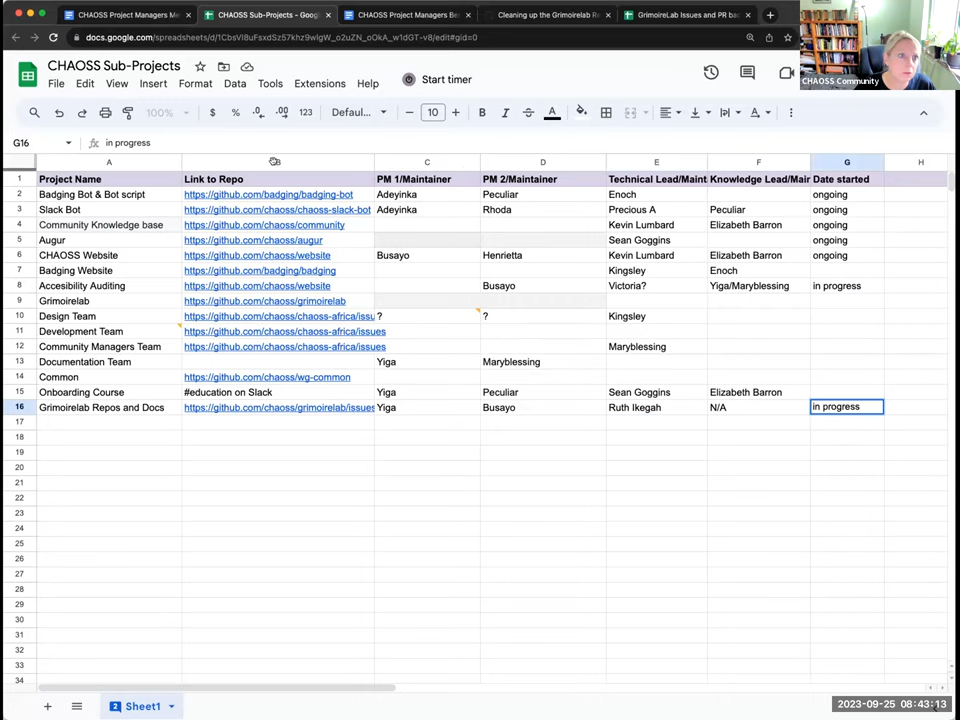 CHAOSS Project Managers Me
CHAOSS Sub-Projects - Googl
CHAOSS Project Managers Be
Cleaning up the Grimoirelab Re
GrimoireLab Issues and PR bac
docs.google.com/spreadsheets/d/
CHAOSS Sub-Projects
File Edit View Insert Format Data Tools Extensions Help
Start timer
CHAOSS Community
100% $ % .0 .00 123 Defaul... 10 B I A
G16 fx in progress
A B C D E F G H
1 Project Name Link to Repo PM 1/Maintainer PM 2/Maintainer Technical Lead/Maint Knowledge Lead/Main Date started
2 Badging Bot & Bot script https://github.com/badging/badging-bot Adeyinka Peculiar Enoch ongoing
3 Slack Bot https://github.com/chaoss/chaoss-slack-bot Adeyinka Rhoda Precious A Peculiar ongoing
4 Community Knowledge base https://github.com/chaoss/community Kevin Lumbard Elizabeth Barron ongoing
5 Augur https://github.com/chaoss/augur Sean Goggins ongoing
6 CHAOSS Website https://github.com/chaoss/website Busayo Henrietta Kevin Lumbard Elizabeth Barron ongoing
7 Badging Website https://github.com/badging/badging Kingsley Enoch
8 Accesibility Auditing https://github.com/chaoss/website Busayo Victoria? Yiga/Maryblessing in progress
9 Grimoirelab https://github.com/chaoss/grimoirelab
10 Design Team https://github.com/chaoss/chaoss-africa/issu ? ? Kingsley
11 Development Team https://github.com/chaoss/chaoss-africa/issues
12 Community Managers Team https://github.com/chaoss/chaoss-africa/issues Maryblessing
13 Documentation Team Yiga Maryblessing
14 Common https://github.com/chaoss/wg-common
15 Onboarding Course #education on Slack Yiga Peculiar Sean Goggins Elizabeth Barron
16 Grimoirelab Repos and Docs https://github.com/chaoss/grimoirelab/issues Yiga Busayo Ruth Ikegah N/A in progress
17
18
19
20
21
22
23
24
25
26
27
28
29
30
31
32
33
34
2 Sheet1
2023-09-25 08:43:13